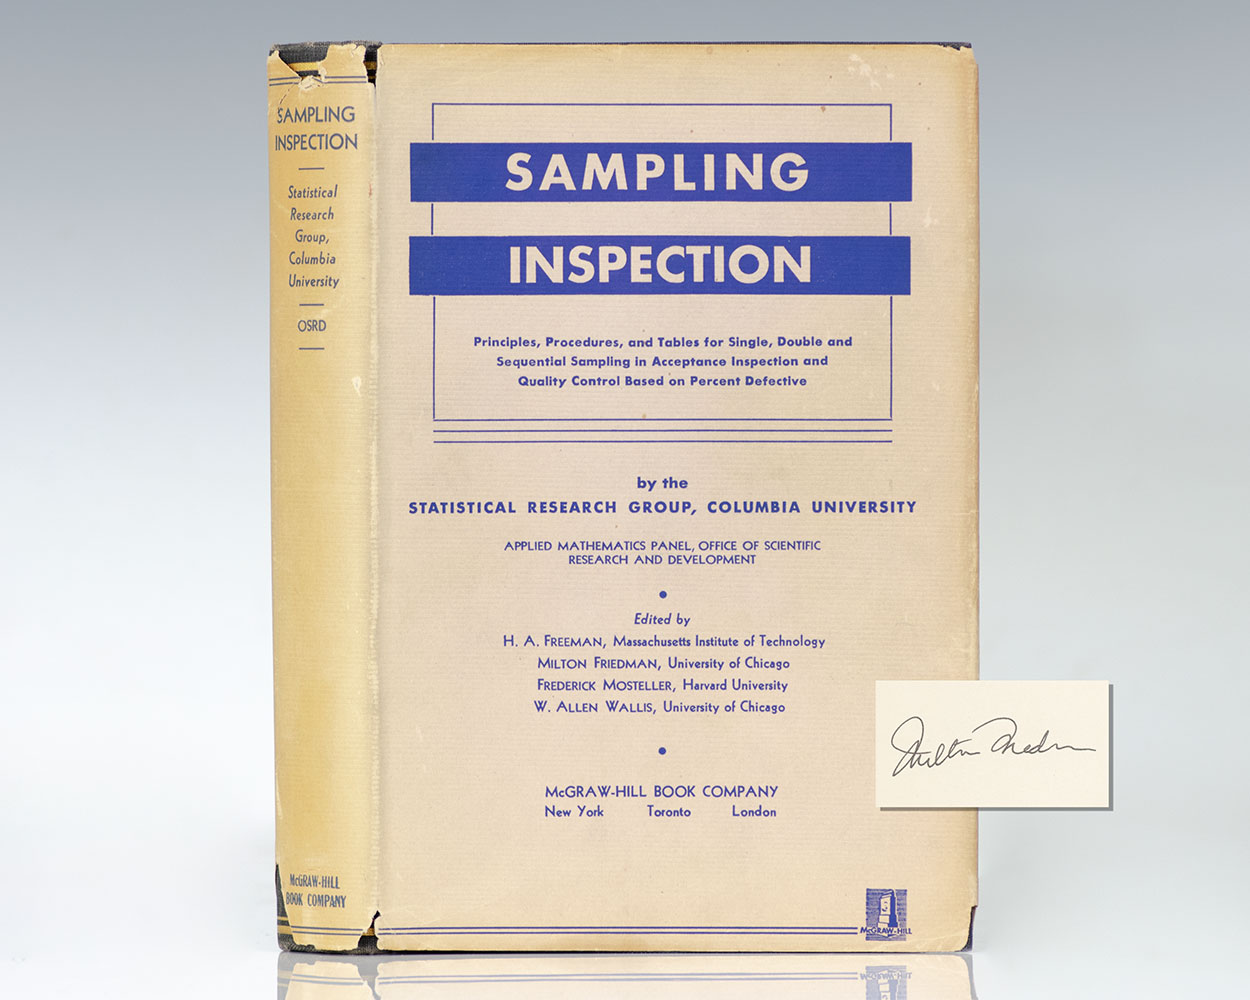 SAMPLING
INSPECTION
Statistical
Research
Group,
Columbia
University
OSRD
McGRAW-HILL
BOOK COMPANY
SAMPLING
INSPECTION
Principles, Procedures, and Tables for Single, Double and
Sequential Sampling in Acceptance Inspection and
Quality Control Based on Percent Defective
by the
STATISTICAL RESEARCH GROUP, COLUMBIA UNIVERSITY
APPLIED MATHEMATICS PANEL, OFFICE OF SCIENTIFIC
RESEARCH AND DEVELOPMENT
Edited by
H. A. FREEMAN, Massachusetts Institute of Technology
MILTON FRIEDMAN, University of Chicago
FREDERICK MOSTELLER, Harvard University
W. ALLEN WALLIS, University of Chicago
McGRAW-HILL BOOK COMPANY
New York Toronto London
McGRAW-HILL
Milton Friedman